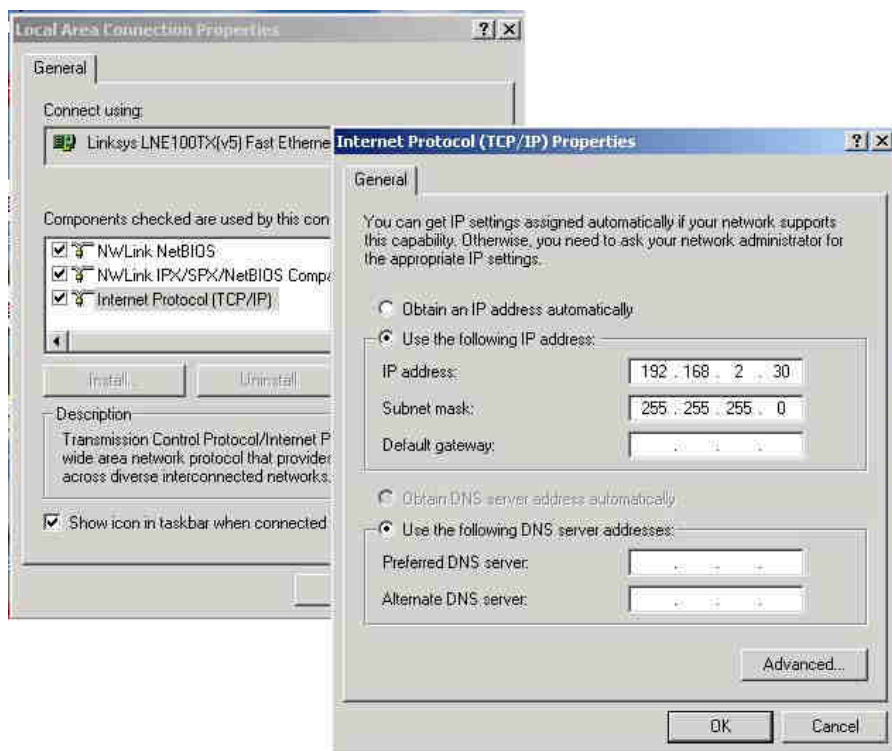 Local Area Connection Properties
General
Connect using:
Linksys LNE100TX(v5) Fast Etherne
Components checked are used by this con
NWLink NetBIOS
NWLink IPX/SPX/NetBIOS Compa
Internet Protocol (TCP/IP)
Install...
Uninstall
Description
Transmission Control Protocol/Internet P
wide area network protocol that provides
across diverse interconnected networks.
Show icon in taskbar when connected
Internet Protocol (TCP/IP) Properties
General
You can get IP settings assigned automatically if your network supports
this capability. Otherwise, you need to ask your network administrator for
the appropriate IP settings.
Obtain an IP address automatically
Use the following IP address:
IP address: 192 . 168 . 2 . 30
Subnet mask: 255 . 255 . 255 . 0
Default gateway: . . .
Obtain DNS server address automatically
Use the following DNS server addresses:
Preferred DNS server: . . .
Alternate DNS server: . . .
Advanced...
OK Cancel